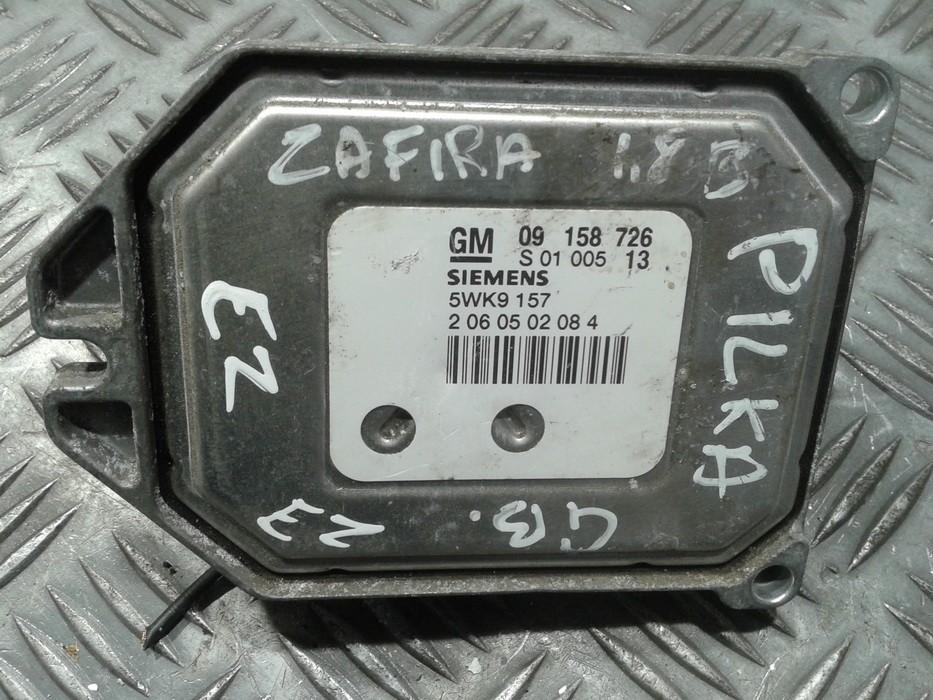 ZAFIRA 1.8 B
GM 09 158 726
S 01 005 13
SIEMENS
5WK9 157
2 06 05 02 08 4
PILKA
EZ
GB.